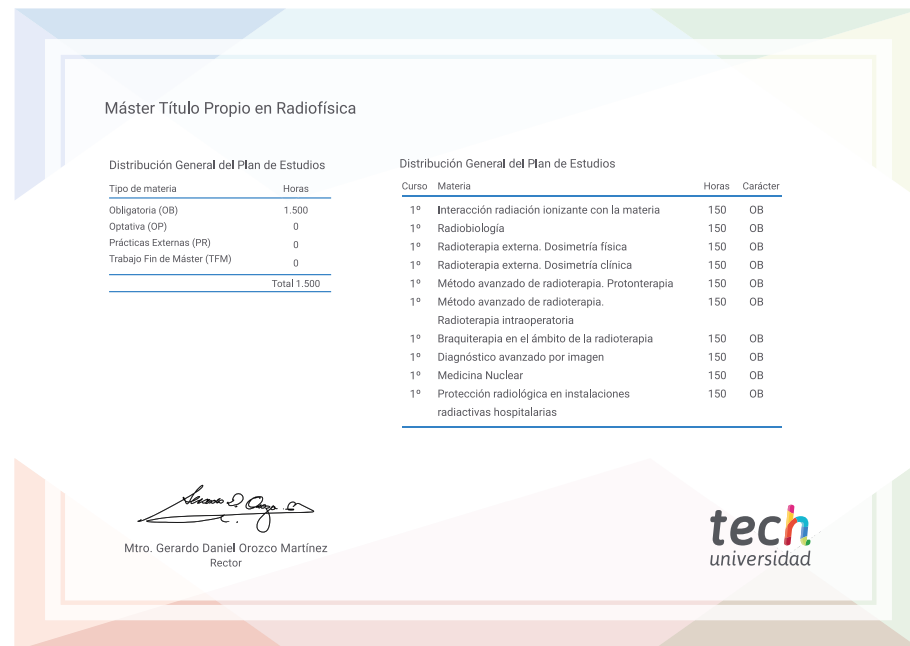 Máster Título Propio en Radiofísica
Distribución General del Plan de Estudios
Tipo de materia Horas
Obligatoria (OB) 1.500
Optativa (OP) 0
Prácticas Externas (PR) 0
Trabajo Fin de Máster (TFM) 0
Total 1.500
Distribución General del Plan de Estudios
Curso Materia Horas Carácter
1º Interacción radiación ionizante con la materia 150 OB
1º Radiobiología 150 OB
1º Radioterapia externa. Dosimetría física 150 OB
1º Radioterapia externa. Dosimetría clínica 150 OB
1º Método avanzado de radioterapia. Protonterapia 150 OB
1º Método avanzado de radioterapia. 150 OB
Radioterapia intraoperatoria
1º Braquiterapia en el ámbito de la radioterapia 150 OB
1º Diagnóstico avanzado por imagen 150 OB
1º Medicina Nuclear 150 OB
1º Protección radiológica en instalaciones 150 OB
radiactivas hospitalarias
Mtro. Gerardo Daniel Orozco Martínez
Rector
tech
universidad